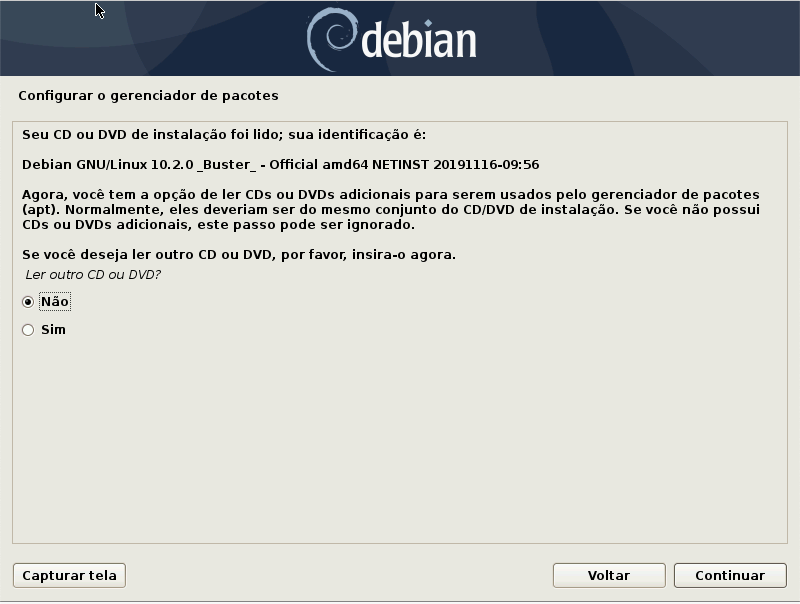 debian
Configurar o gerenciador de pacotes
Seu CD ou DVD de instalação foi lido; sua identificação é:
Debian GNU/Linux 10.2.0 _Buster_ - Official amd64 NETINST 20191116-09:56
Agora, você tem a opção de ler CDs ou DVDs adicionais para serem usados pelo gerenciador de pacotes
(apt). Normalmente, eles deveriam ser do mesmo conjunto do CD/DVD de instalação. Se você não possui
CDs ou DVDs adicionais, este passo pode ser ignorado.
Se você deseja ler outro CD ou DVD, por favor, insira-o agora.
Ler outro CD ou DVD?
Não
Sim
Capturar tela
Voltar
Continuar